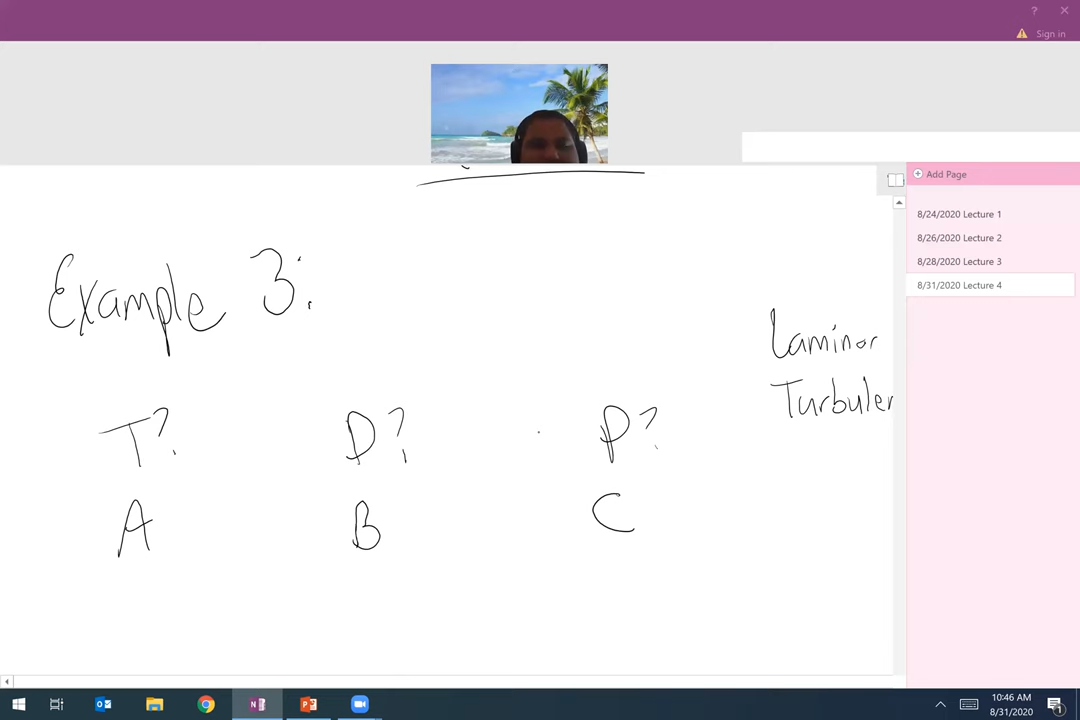 ?
Sign in
Add Page
8/24/2020 Lecture 1
8/26/2020 Lecture 2
8/28/2020 Lecture 3
8/31/2020 Lecture 4
Example 3:
Laminar
Turbulen
T? D? P?
A B C
10:46 AM
8/31/2020
1